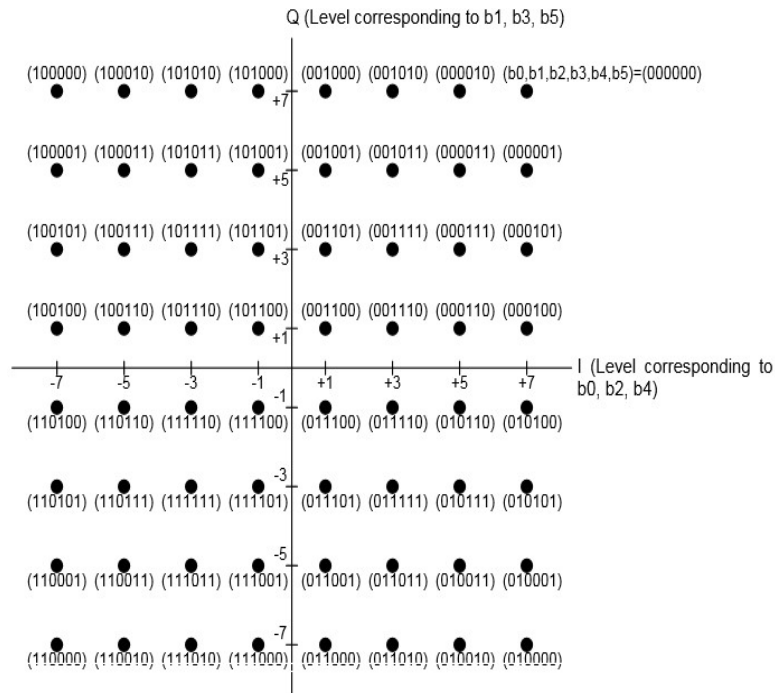 Q (Level corresponding to b1, b3, b5)
(100000) (100010) (101010) (101000) (001000) (001010) (000010) (b0,b1,b2,b3,b4,b5)=(000000)
+7
(100001) (100011) (101011) (101001) (001001) (001011) (000011) (000001)
+5
(100101) (100111) (101111) (101101) (001101) (001111) (000111) (000101)
+3
(100100) (100110) (101110) (101100) (001100) (001110) (000110) (000100)
+1
I (Level corresponding to
b0, b2, b4)
-7 -5 -3 -1 +1 +3 +5 +7
-1
(110100) (110110) (111110) (111100) (011100) (011110) (010110) (010100)
-3
(110101) (110111) (111111) (111101) (011101) (011111) (010111) (010101)
-5
(110001) (110011) (111011) (111001) (011001) (011011) (010011) (010001)
-7
(110000) (110010) (111010) (111000) (011000) (011010) (010010) (010000)